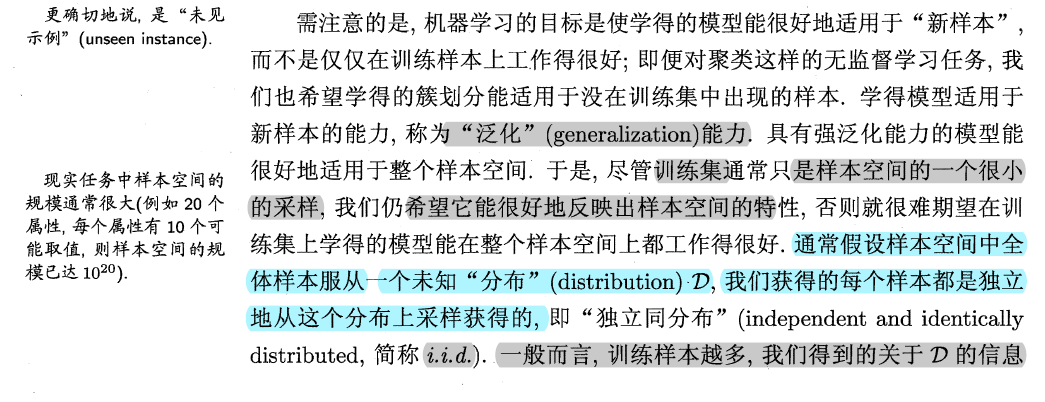 更确切地说, 是 “未见
示例” (unseen instance).
需注意的是, 机器学习的目标是使学得的模型能很好地适用于 “新样本” ,
而不是仅仅在训练样本上工作得很好; 即便对聚类这样的无监督学习任务, 我
们也希望学得的簇划分能适用于没在训练集中出现的样本. 学得模型适用于
新样本的能力, 称为 “泛化” (generalization)能力. 具有强泛化能力的模型能
很好地适用于整个样本空间. 于是, 尽管训练集通常只是样本空间的一个很小
的采样, 我们仍希望它能很好地反映出样本空间的特性, 否则就很难期望在训
练集上学得的模型能在整个样本空间上都工作得很好. 通常假设样本空间中全
体样本服从一个未知 “分布” (distribution) 𝒟, 我们获得的每个样本都是独立
地从这个分布上采样获得的, 即 “独立同分布” (independent and identically
distributed, 简称 i.i.d.). 一般而言, 训练样本越多, 我们得到的关于 𝒟 的信息
现实任务中样本空间的
规模通常很大(例如 20 个
属性, 每个属性有 10 个可
能取值, 则样本空间的规
模已达 10²⁰).